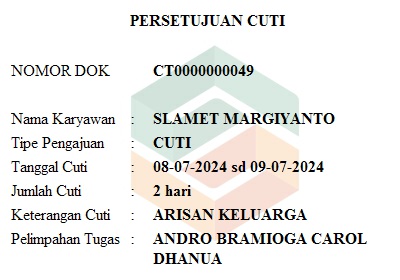 PERSETUJUAN CUTI
NOMOR DOK CT0000000049
Nama Karyawan : SLAMET MARGIYANTO
Tipe Pengajuan : CUTI
Tanggal Cuti : 08-07-2024 sd 09-07-2024
Jumlah Cuti : 2 hari
Keterangan Cuti : ARISAN KELUARGA
Pelimpahan Tugas : ANDRO BRAMIOGA CAROL
DHANUA